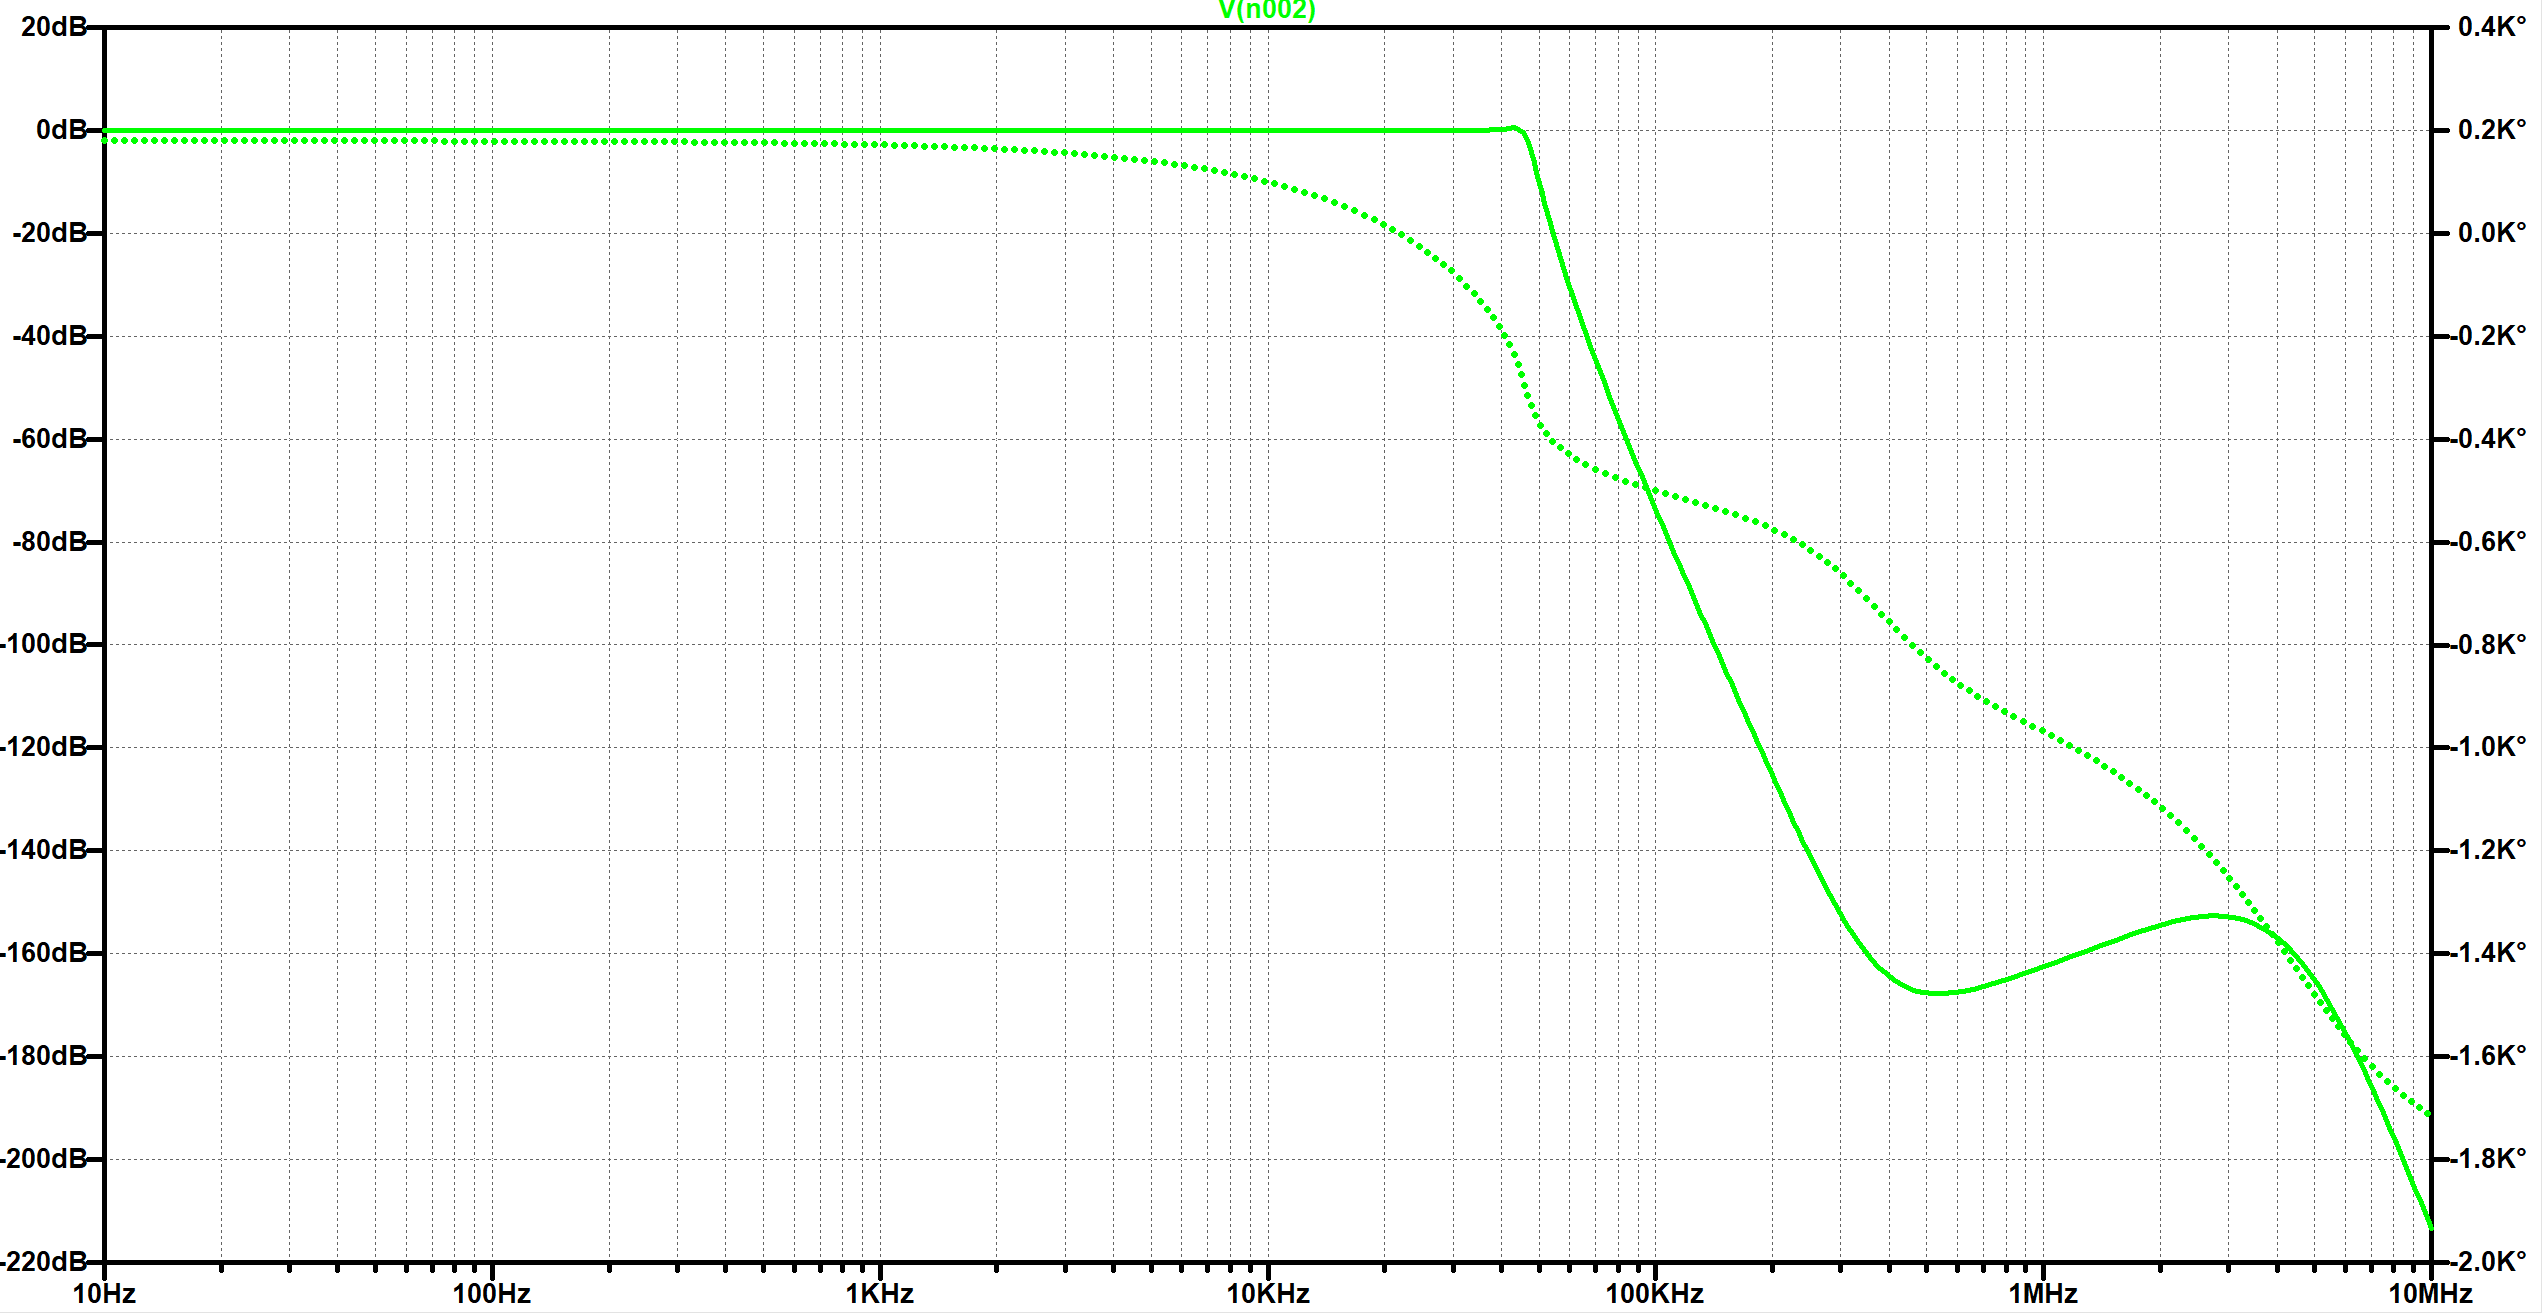 V(n002)
20dB 0.4K°
0dB 0.2K°
-20dB 0.0K°
-40dB -0.2K°
-60dB -0.4K°
-80dB -0.6K°
-100dB -0.8K°
-120dB -1.0K°
-140dB -1.2K°
-160dB -1.4K°
-180dB -1.6K°
-200dB -1.8K°
-220dB -2.0K°
10Hz 100Hz 1KHz 10KHz 100KHz 1MHz 10MHz